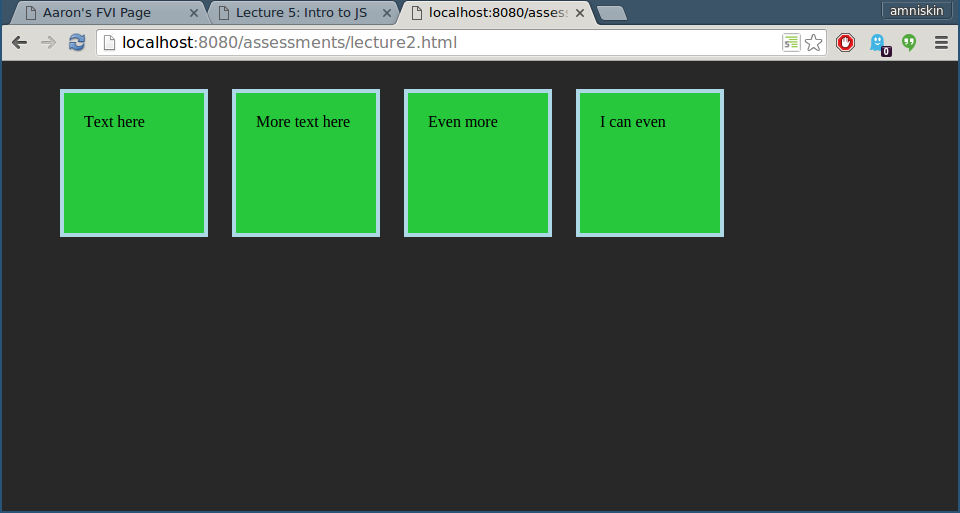 Aaron's FVI Page
Lecture 5: Intro to JS
localhost:8080/asses
amniskin
localhost:8080/assessments/lecture2.html
0
Text here
More text here
Even more
I can even